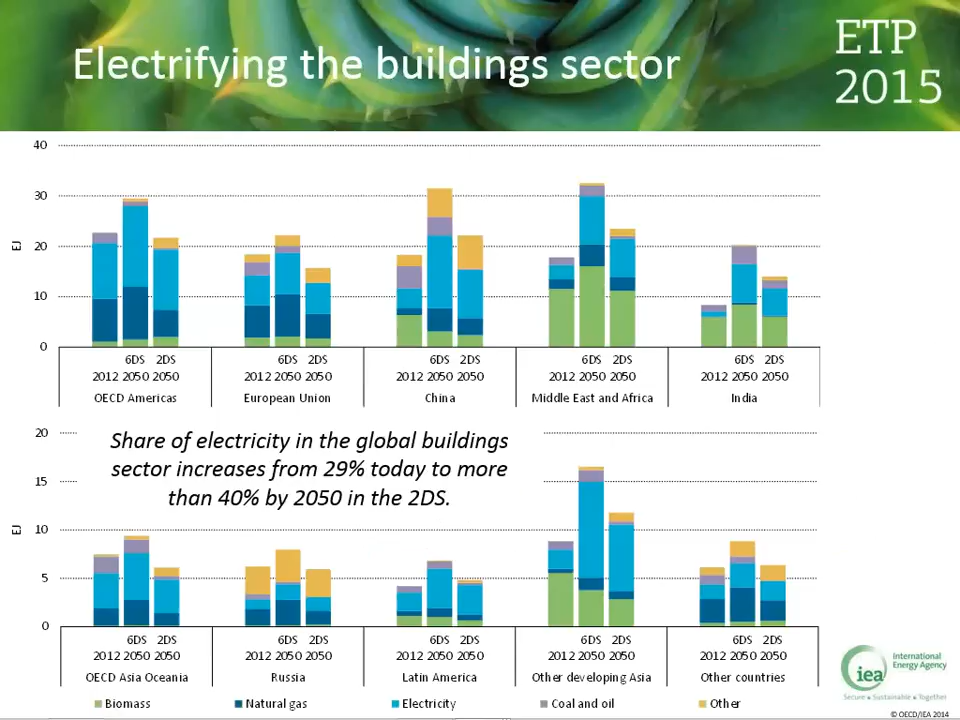 Electrifying the buildings sector
ETP
2015
40
30
20
10
0
EJ
6DS 2DS
2012 2050 2050
OECD Americas
6DS 2DS
2012 2050 2050
European Union
6DS 2DS
2012 2050 2050
China
6DS 2DS
2012 2050 2050
Middle East and Africa
6DS 2DS
2012 2050 2050
India
Share of electricity in the global buildings
sector increases from 29% today to more
than 40% by 2050 in the 2DS.
20
15
10
5
0
EJ
6DS 2DS
2012 2050 2050
OECD Asia Oceania
6DS 2DS
2012 2050 2050
Russia
6DS 2DS
2012 2050 2050
Latin America
6DS 2DS
2012 2050 2050
Other developing Asia
6DS 2DS
2012 2050 2050
Other countries
Biomass
Natural gas
Electricity
Coal and oil
Other
iea
International
Energy Agency
Secure • Sustainable • Together
© OECD/IEA 2014